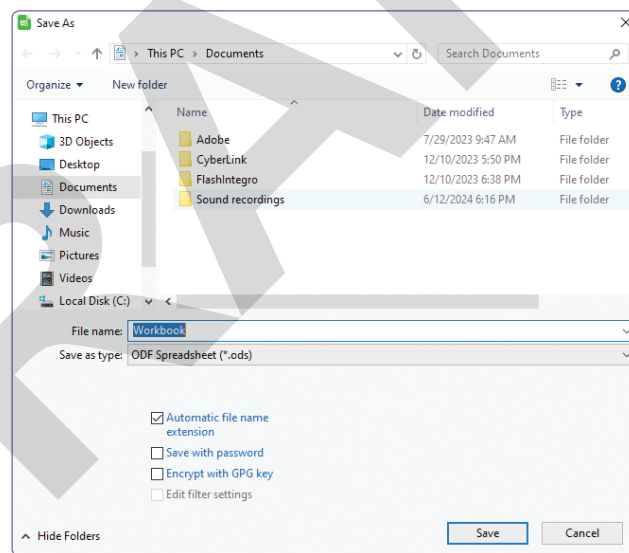 Save As
This PC > Documents
Search Documents
Organize
New folder
?
This PC
3D Objects
Desktop
Documents
Downloads
Music
Pictures
Videos
Local Disk (C:)
Name Date modified Type
Adobe 7/29/2023 9:47 AM File folder
CyberLink 12/10/2023 5:50 PM File folder
FlashIntegro 12/10/2023 6:38 PM File folder
Sound recordings 6/12/2024 6:16 PM File folder
File name: Workbook
Save as type: ODF Spreadsheet (*.ods)
Automatic file name
extension
Save with password
Encrypt with GPG key
Edit filter settings
Hide Folders
Save
Cancel